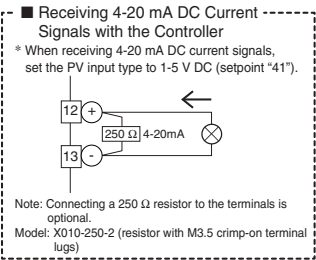 ■ Receiving 4-20 mA DC Current
Signals with the Controller
* When receiving 4-20 mA DC current signals,
set the PV input type to 1-5 V DC (setpoint “41”).
12 +
250 Ω 4-20mA
13 -
Note: Connecting a 250 Ω resistor to the terminals is
optional.
Model: X010-250-2 (resistor with M3.5 crimp-on terminal
lugs)